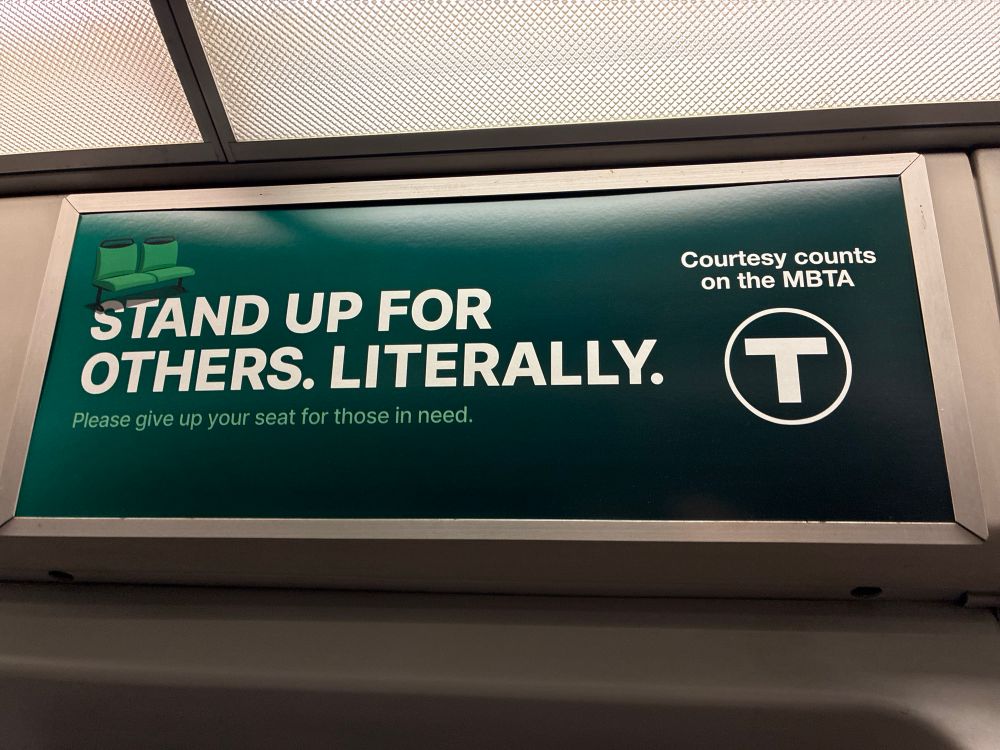 STAND UP FOR
OTHERS. LITERALLY.
Please give up your seat for those in need.
Courtesy counts
on the MBTA
T